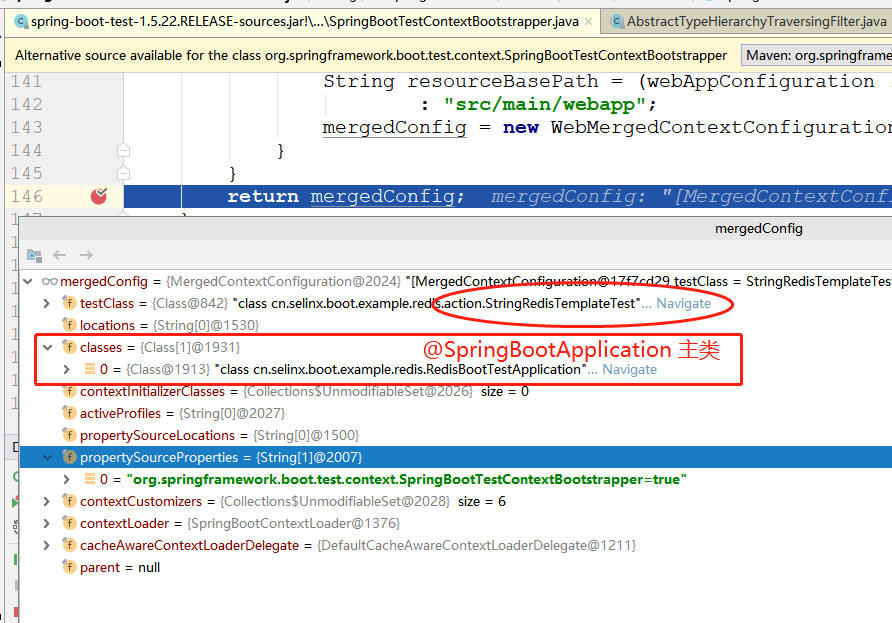 spring-boot-test-1.5.22.RELEASE-sources.jar!\...\SpringBootTestContextBootstrapper.java × AbstractTypeHierarchyTraversingFilter.java
Alternative source available for the class org.springframework.boot.test.context.SpringBootTestContextBootstrapper Maven: org.springframe
141 String resourceBasePath = (webAppConfiguration
142 : "src/main/webapp";
143 mergedConfig = new WebMergedContextConfiguration
144 }
145 }
146 return mergedConfig; mergedConfig: "[MergedContextConfi
mergedConfig
mergedConfig = {MergedContextConfiguration@2024} "[MergedContextConfiguration@17f7cd29 testClass = StringRedisTemplateTes
testClass = {Class@842} "class cn.selinx.boot.example.redis.action.StringRedisTemplateTest"... Navigate
locations = {String[0]@1530}
classes = {Class[1]@1931} @SpringBootApplication 主类
0 = {Class@1913} "class cn.selinx.boot.example.redis.RedisBootTestApplication"... Navigate
contextInitializerClasses = {Collections$UnmodifiableSet@2026} size = 0
activeProfiles = {String[0]@2027}
propertySourceLocations = {String[0]@1500}
propertySourceProperties = {String[1]@2007}
0 = "org.springframework.boot.test.context.SpringBootTestContextBootstrapper=true"
contextCustomizers = {Collections$UnmodifiableSet@2028} size = 6
contextLoader = {SpringBootContextLoader@1376}
cacheAwareContextLoaderDelegate = {DefaultCacheAwareContextLoaderDelegate@1211}
parent = null